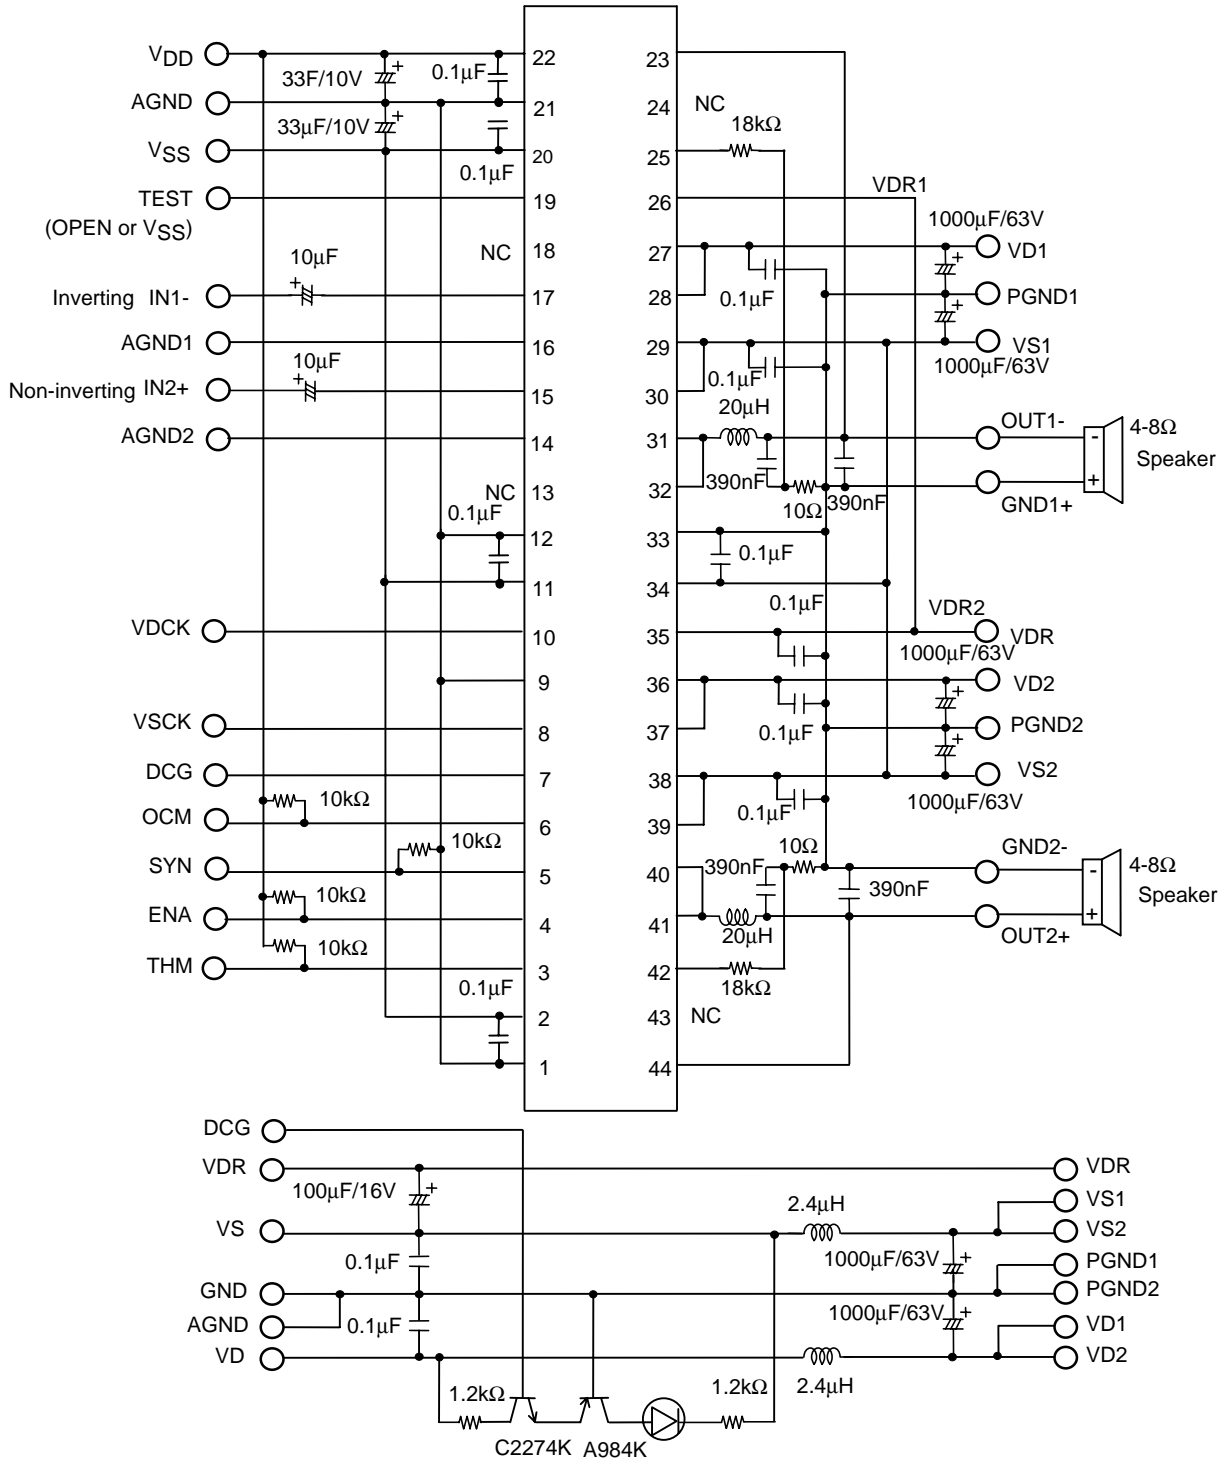 VDD
33F/10V
+
0.1μF
22
23
AGND
21
24
NC
33μF/10V
+
18kΩ
VSS
0.1μF
20
25
TEST
19
26
VDR1
(OPEN or VSS)
1000μF/63V
NC
18
27
+
VD1
10μF
+
Inverting IN1-
17
28
0.1μF
PGND1
+
AGND1
16
29
VS1
1000μF/63V
10μF
+
Non-inverting IN2+
15
30
0.1μF
20μH
AGND2
14
31
OUT1-
-
4-8Ω
Speaker
NC
13
32
390nF
10Ω
390nF
GND1+
+
0.1μF
12
33
0.1μF
11
34
0.1μF
VDR2
VDCK
10
35
VDR
1000μF/63V
9
36
VD2
+
VSCK
8
37
0.1μF
PGND2
+
DCG
7
38
VS2
1000μF/63V
10kΩ
OCM
6
39
0.1μF
10kΩ
10Ω
GND2-
SYN
5
40
390nF
390nF
-
4-8Ω
Speaker
10kΩ
ENA
4
41
20μH
OUT2+
+
10kΩ
THM
3
42
18kΩ
0.1μF
2
43
NC
1
44
DCG
VDR
VDR
100μF/16V
+
VS1
2.4μH
VS
VS2
0.1μF
1000μF/63V
+
PGND1
GND
PGND2
AGND
0.1μF
1000μF/63V
+
VD1
VD
VD2
2.4μH
1.2kΩ
1.2kΩ
C2274K
A984K